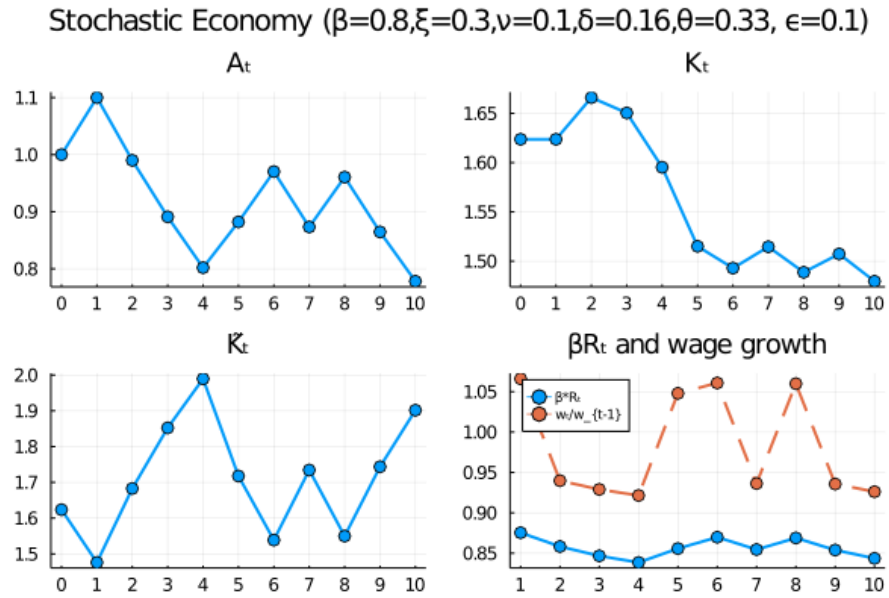 Stochastic Economy (β=0.8,ξ=0.3,ν=0.1,δ=0.16,θ=0.33, ϵ=0.1)
Aₜ
1.1
1.0
0.9
0.8
0 1 2 3 4 5 6 7 8 9 10
Kₜ
1.65
1.60
1.55
1.50
0 1 2 3 4 5 6 7 8 9 10
K̃ₜ
2.0
1.9
1.8
1.7
1.6
1.5
0 1 2 3 4 5 6 7 8 9 10
βRₜ and wage growth
β*Rₜ
wₜ/w_{t-1}
1.05
1.00
0.95
0.90
0.85
1 2 3 4 5 6 7 8 9 10